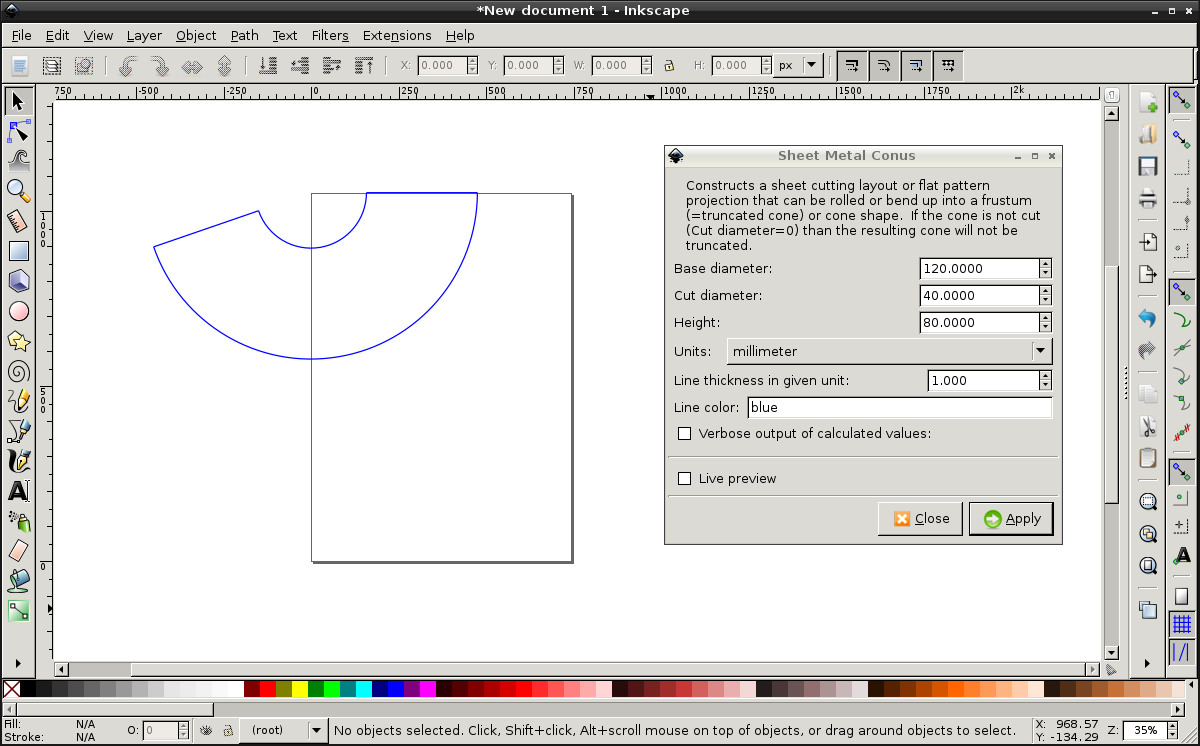 *New document 1 - Inkscape
File Edit View Layer Object Path Text Filters Extensions Help
X: 0.000 Y: 0.000 W: 0.000 H: 0.000 px
750 -500 -250 0 250 500 750 1000 1250 1500 1750 2k
1000
500
0
Sheet Metal Conus
Constructs a sheet cutting layout or flat pattern
projection that can be rolled or bend up into a frustum
(=truncated cone) or cone shape. If the cone is not cut
(Cut diameter=0) than the resulting cone will not be
truncated.
Base diameter: 120.0000
Cut diameter: 40.0000
Height: 80.0000
Units: millimeter
Line thickness in given unit: 1.000
Line color: blue
Verbose output of calculated values:
Live preview
Close Apply
Fill: N/A
Stroke: N/A
O: 0
(root)
No objects selected. Click, Shift+click, Alt+scroll mouse on top of objects, or drag around objects to select.
X: 968.57
Y: -134.29
Z: 35%